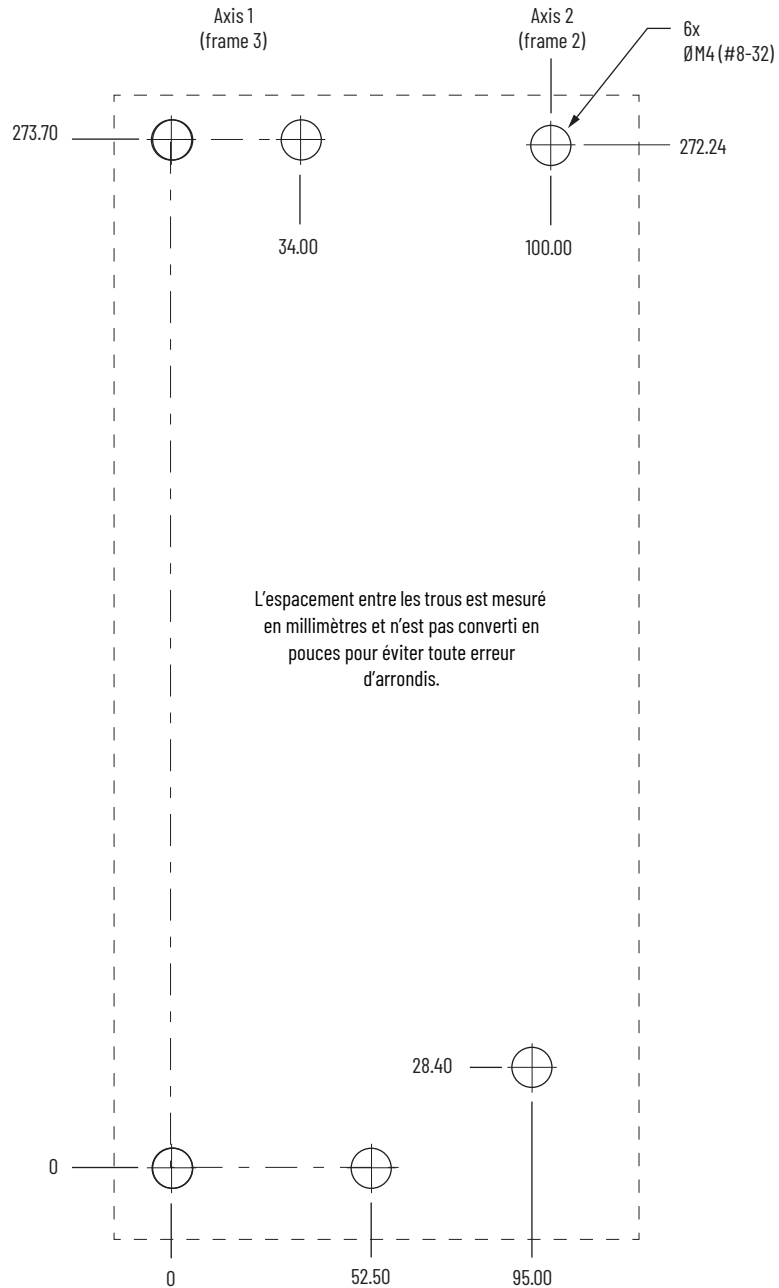 Axis 1
(frame 3)
Axis 2
(frame 2)
6x
ØM4 (#8-32)
273.70
272.24
34.00
100.00
L'espacement entre les trous est mesuré
en millimètres et n'est pas converti en
pouces pour éviter toute erreur
d'arrondis.
28.40
0
0
52.50
95.00